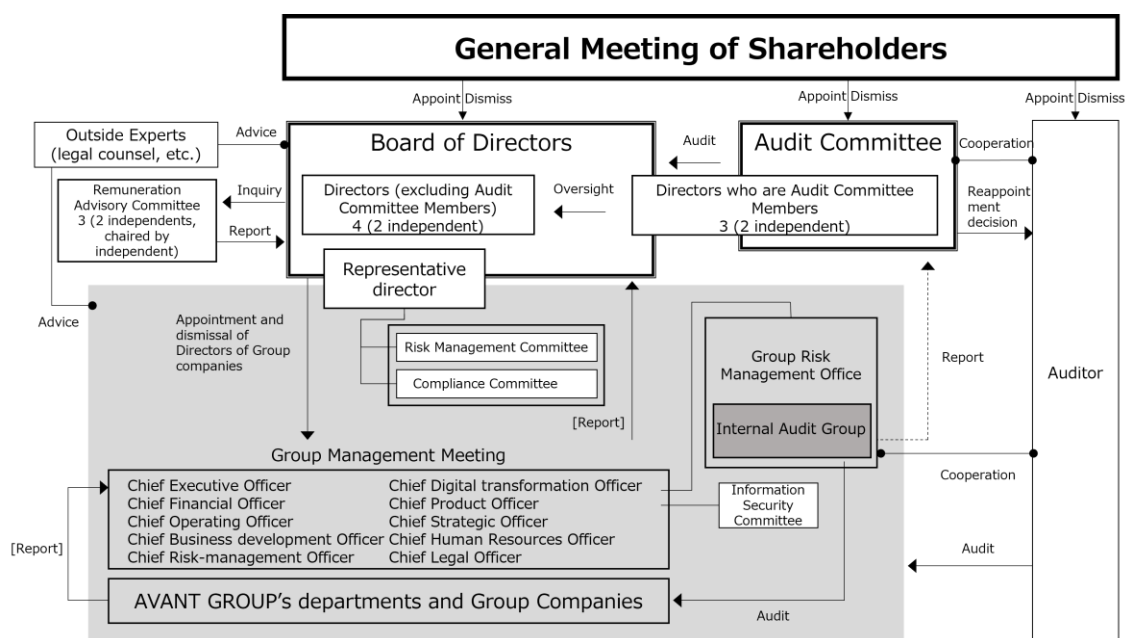 General Meeting of Shareholders
Appoint Dismiss
Appoint Dismiss
Appoint Dismiss
Outside Experts
(legal counsel, etc.)
Advice
Board of Directors
Audit
Audit Committee
Cooperation
Remuneration
Advisory Committee
3 (2 independents,
chaired by
independent)
Inquiry
Report
Directors (excluding Audit
Committee Members)
4 (2 independent)
Oversight
Directors who are Audit Committee
Members
3 (2 independent)
Reappoint
ment
decision
Representative
director
Advice
Appointment and
dismissal of
Directors of Group
companies
Risk Management Committee
Compliance Committee
[Report]
Group Risk
Management Office
Internal Audit Group
Report
Auditor
Group Management Meeting
Chief Executive Officer
Chief Financial Officer
Chief Operating Officer
Chief Business development Officer
Chief Risk-management Officer
Chief Digital transformation Officer
Chief Product Officer
Chief Strategic Officer
Chief Human Resources Officer
Chief Legal Officer
Information
Security
Committee
Cooperation
[Report]
Audit
AVANT GROUP's departments and Group Companies
Audit